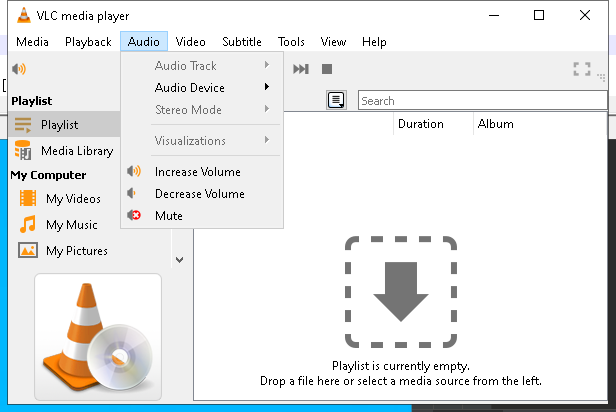 VLC media player
Media Playback Audio Video Subtitle Tools View Help
Audio Track
Audio Device
Stereo Mode
Visualizations
Increase Volume
Decrease Volume
Mute
Search
Playlist
Playlist
Media Library
My Computer
My Videos
My Music
My Pictures
Duration Album
Playlist is currently empty.
Drop a file here or select a media source from the left.